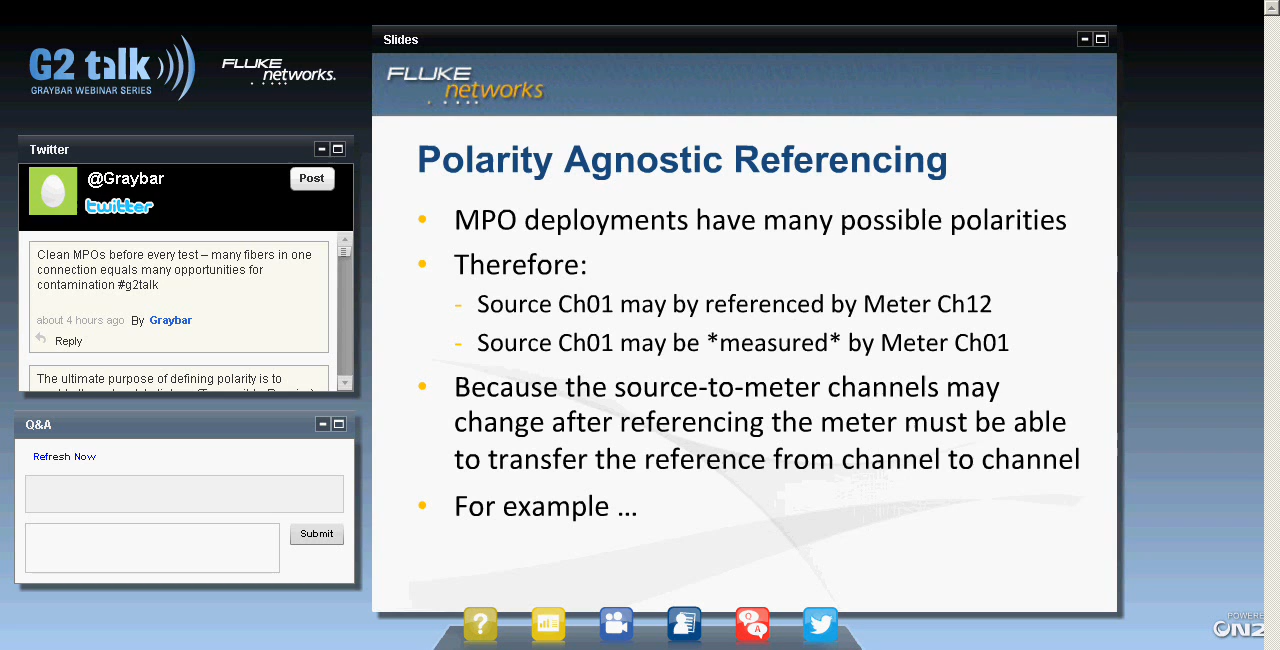 G2 talk
GRAYBAR WEBINAR SERIES
FLUKE
networks.
Twitter
@Graybar
Post
twitter
Clean MPOs before every test – many fibers in one
connection equals many opportunities for
contamination #g2talk
about 4 hours ago By Graybar
Reply
The ultimate purpose of defining polarity is to
Q&A
Refresh Now
Submit
Slides
FLUKE
networks
Polarity Agnostic Referencing
• MPO deployments have many possible polarities
• Therefore:
- Source Ch01 may by referenced by Meter Ch12
- Source Ch01 may be *measured* by Meter Ch01
• Because the source-to-meter channels may
change after referencing the meter must be able
to transfer the reference from channel to channel
• For example …
?
Q A
POWERE
ON2